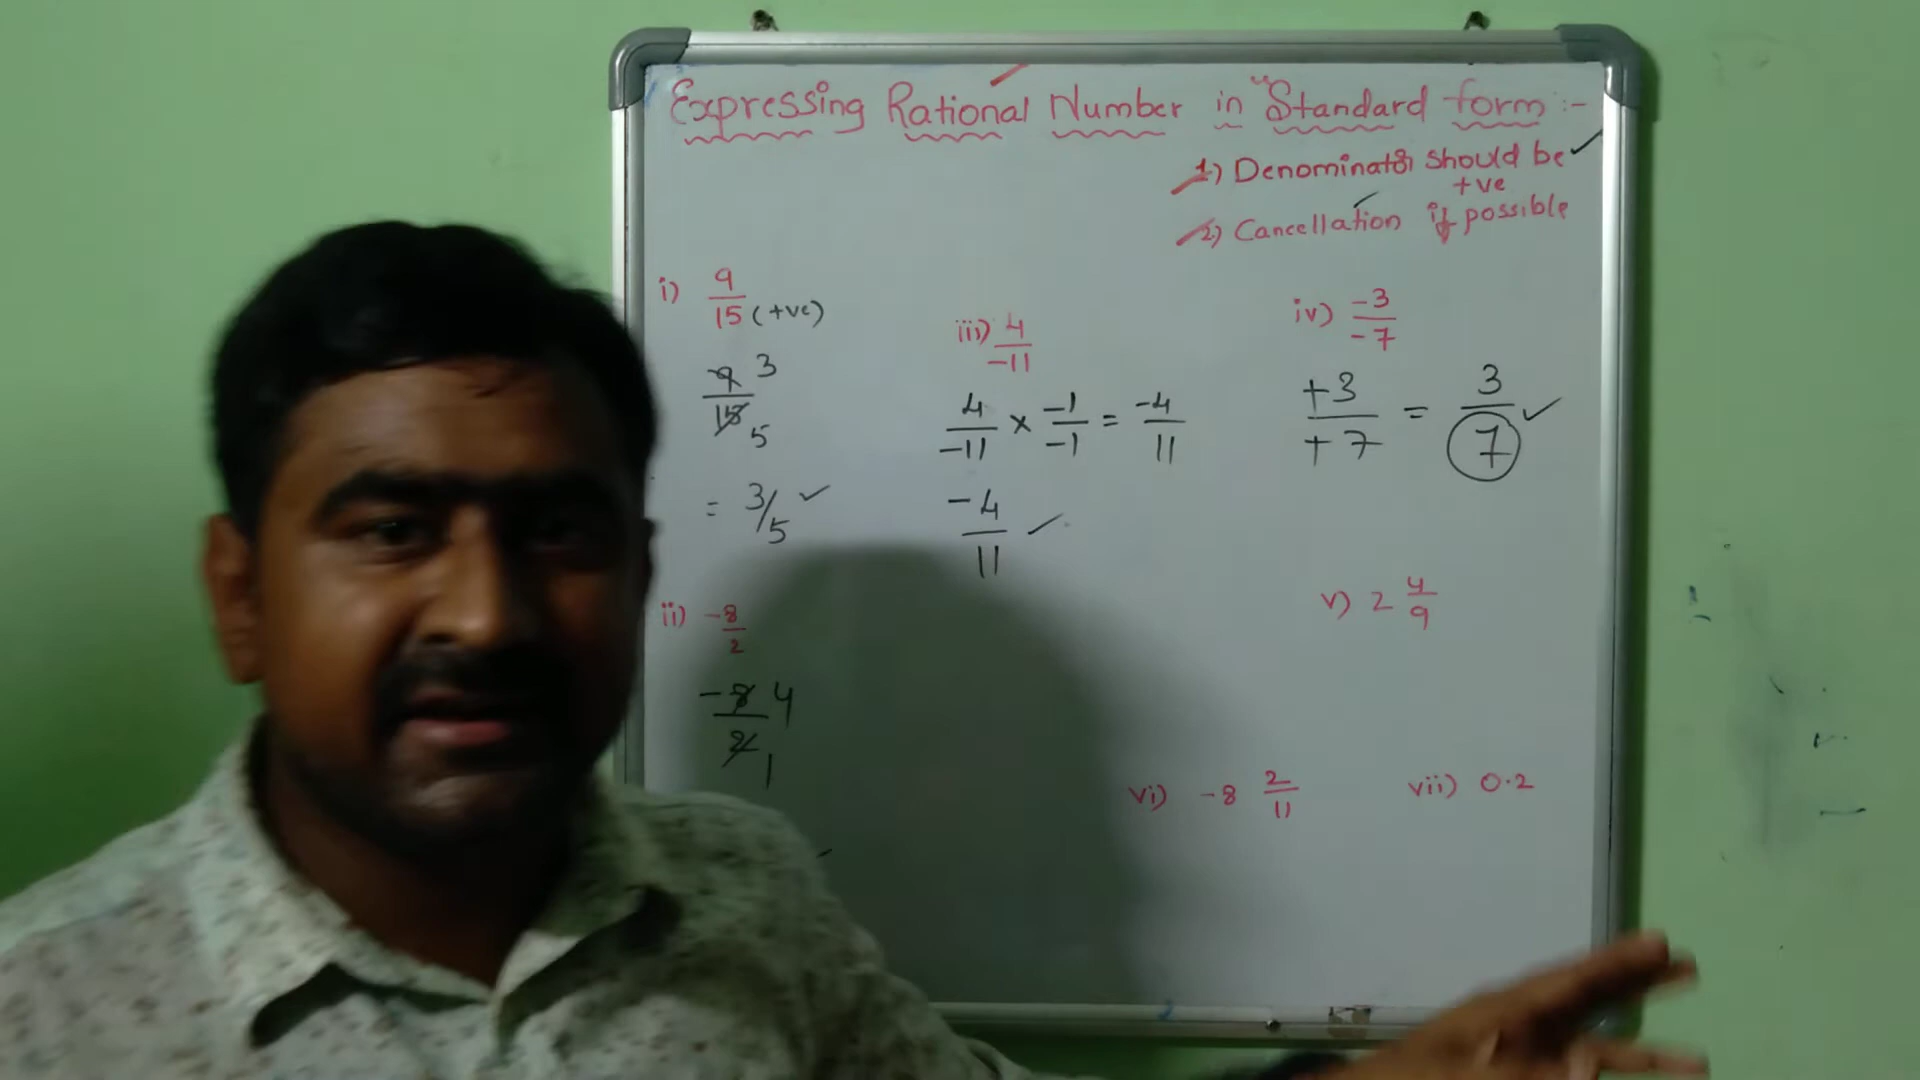 Expressing Rational Number in "Standard form :-
1) Denominator should be
+ve
2) Cancellation if possible
i) 9/15 (+ve)
9/15 3 5
= 3/5 ✓
ii) -8/2
-8/2 4 1
iii) 4/-11
4/-11 × -1/-1 = -4/11
-4/11 ✓
iv) -3/-7
+3/+7 = 3/7 ✓
v) 2 4/9
vi) -8 2/11
vii) 0.2